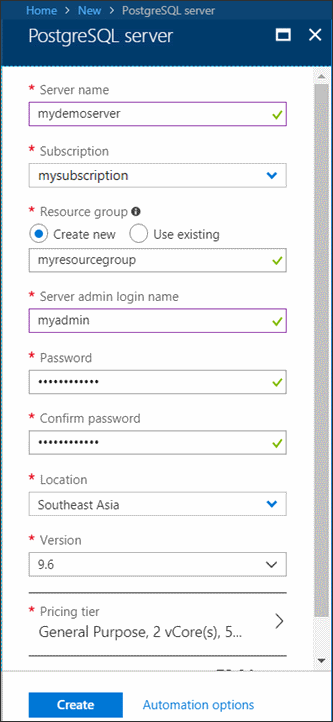 Home > New > PostgreSQL server
PostgreSQL server
* Server name
mydemoserver
* Subscription
mysubscription
* Resource group
Create new Use existing
myresourcegroup
* Server admin login name
myadmin
* Password
••••••••••••
* Confirm password
••••••••••••
* Location
Southeast Asia
* Version
9.6
* Pricing tier
General Purpose, 2 vCore(s), 5...
Create Automation options